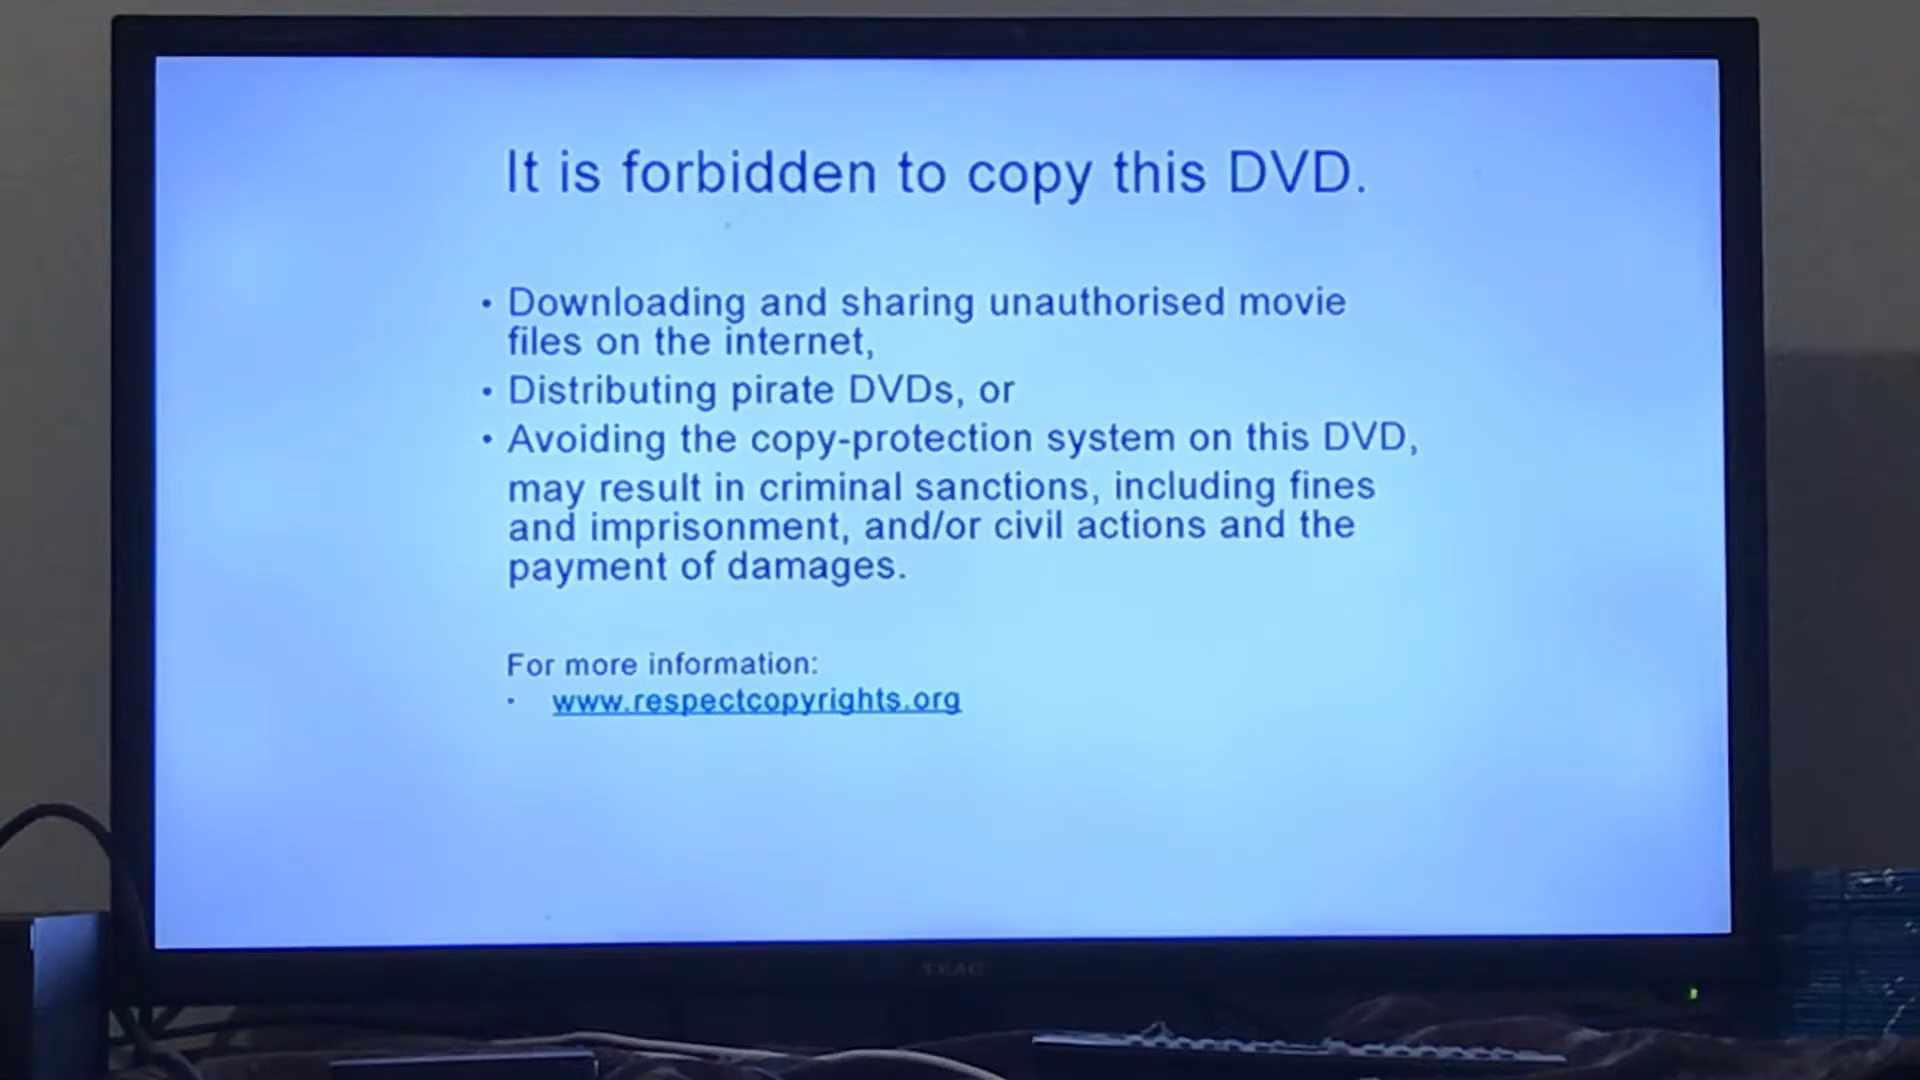 It is forbidden to copy this DVD.
• Downloading and sharing unauthorised movie
files on the internet,
• Distributing pirate DVDs, or
• Avoiding the copy-protection system on this DVD,
may result in criminal sanctions, including fines
and imprisonment, and/or civil actions and the
payment of damages.
For more information:
• www.respectcopyrights.org
TEAC